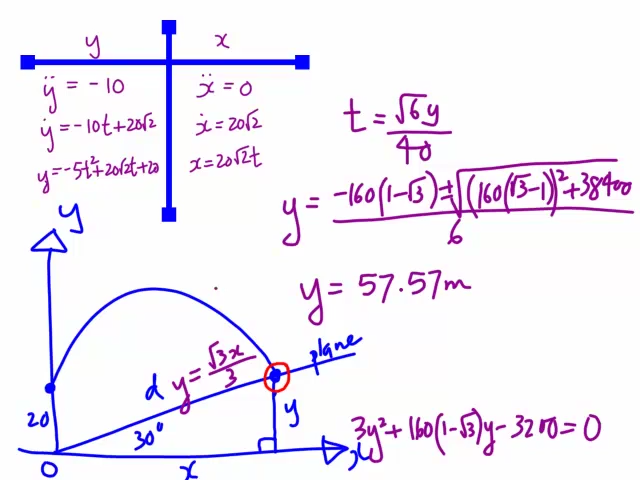 y x
ÿ = -10 ẍ = 0
ẏ = -10t+20√2 ẋ = 20√2
y = -5t²+20√2t+20 x = 20√2t
t = √6y/40
y = -160(1-√3) ± √(160(√3-1))²+38400 / 6
y = 57.57m
y
plane
d y = √3x/3
20 30° y
3y²+160(1-√3)y-3200=0
0 x x